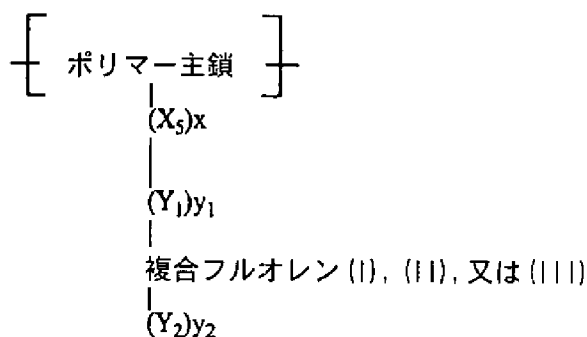 ポリマー主鎖
(X₅)x
(Y₁)y₁
複合フルオレン(I), (II), 又は(III)
(Y₂)y₂